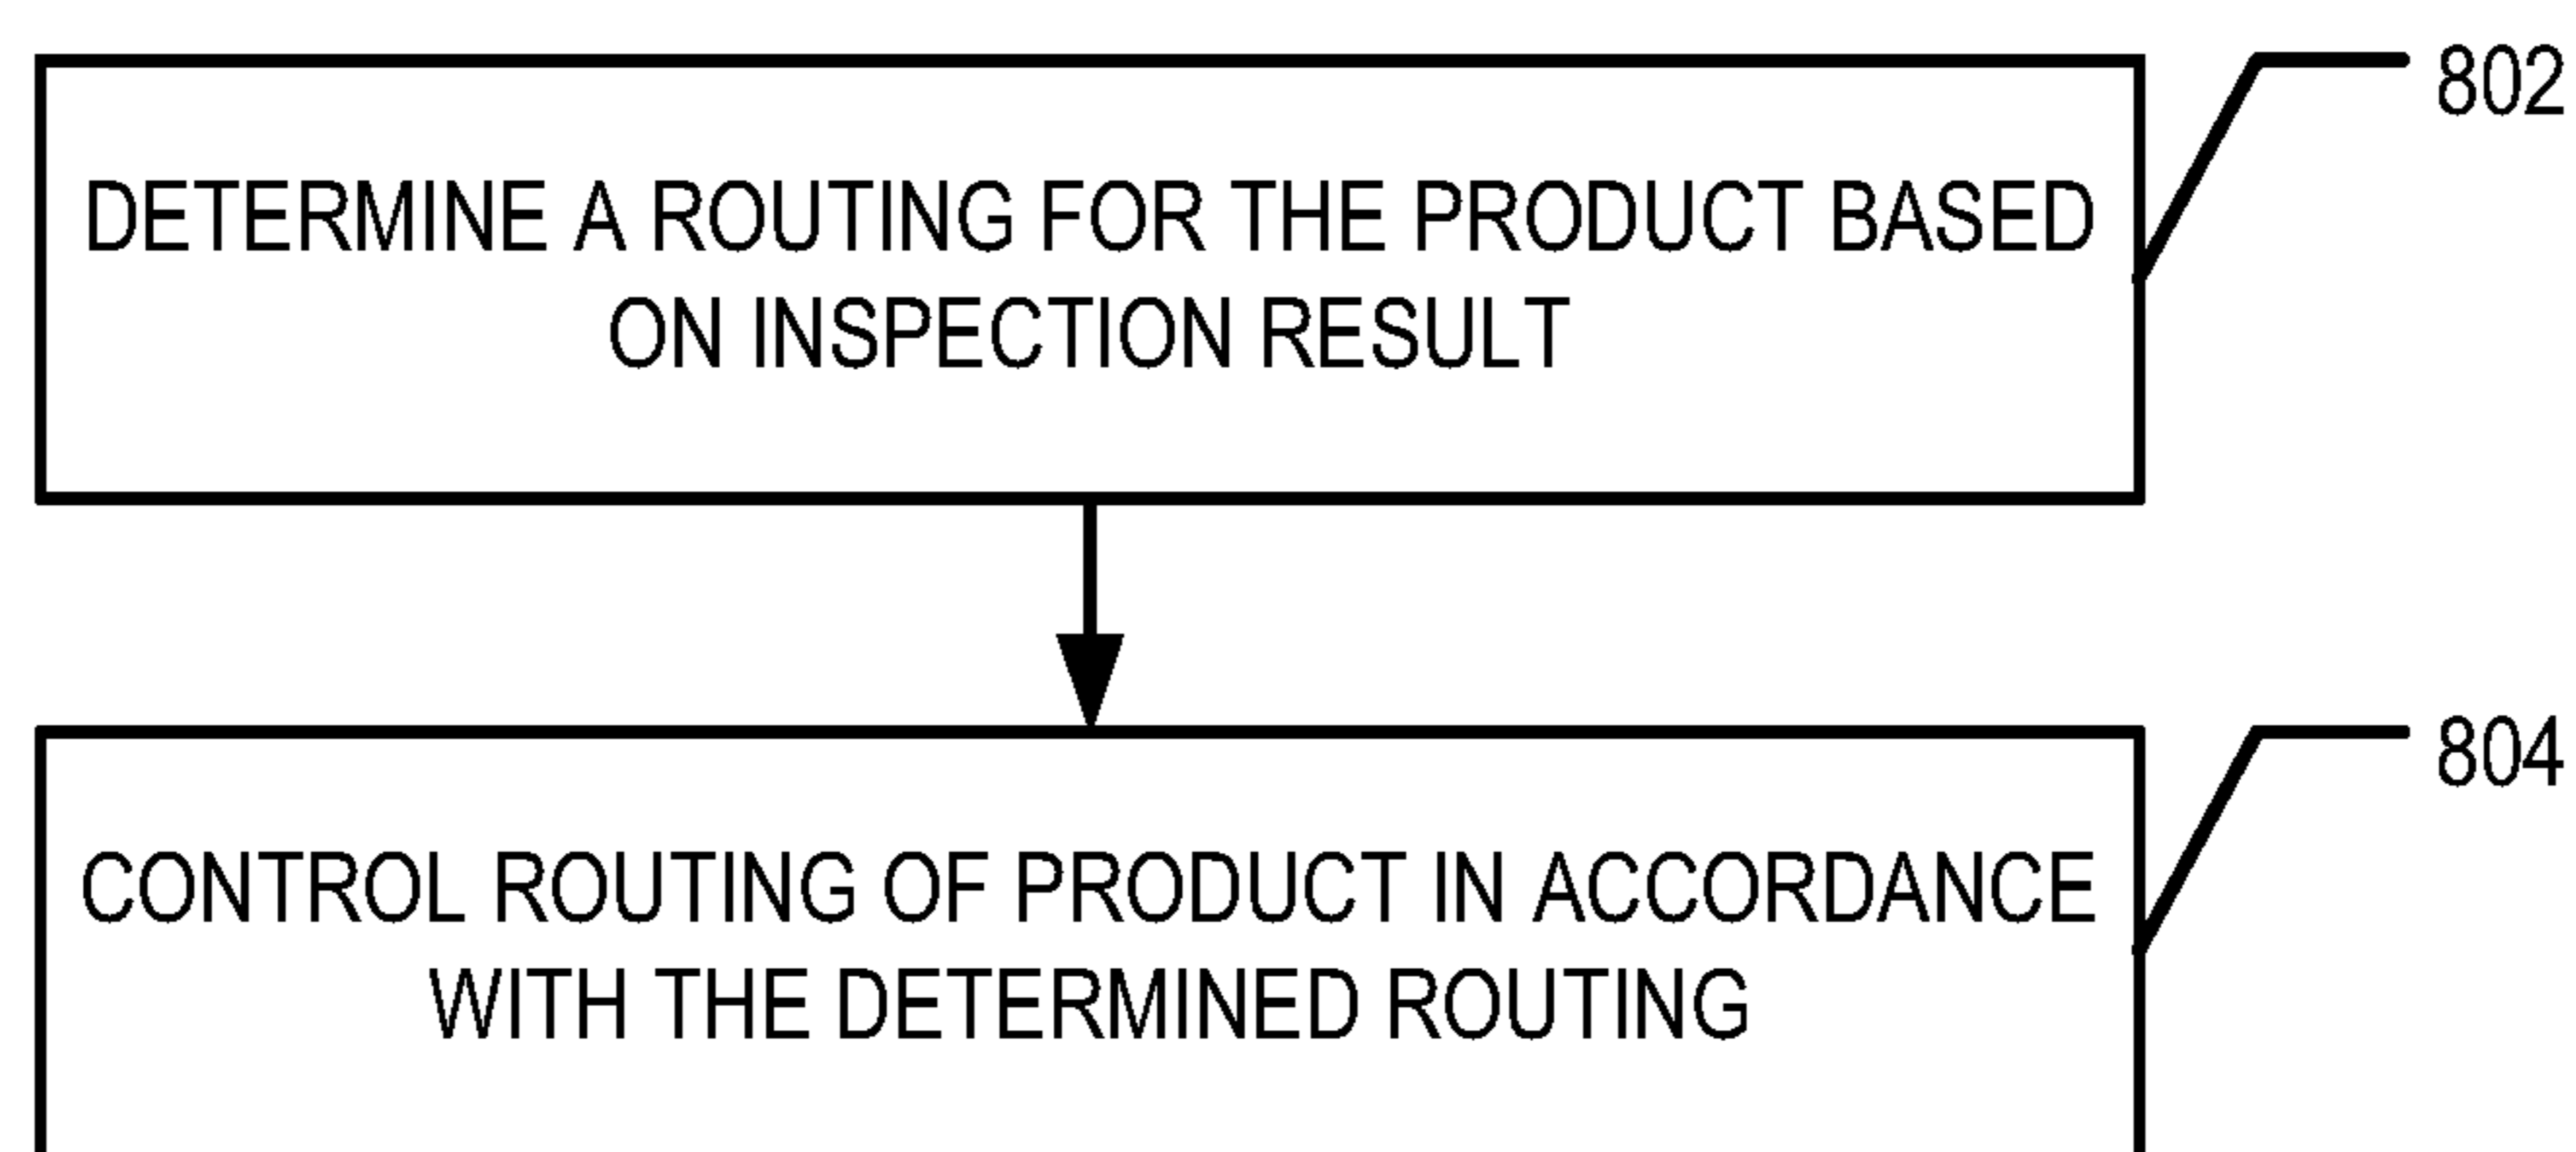 802
DETERMINE A ROUTING FOR THE PRODUCT BASED
ON INSPECTION RESULT
804
CONTROL ROUTING OF PRODUCT IN ACCORDANCE
WITH THE DETERMINED ROUTING